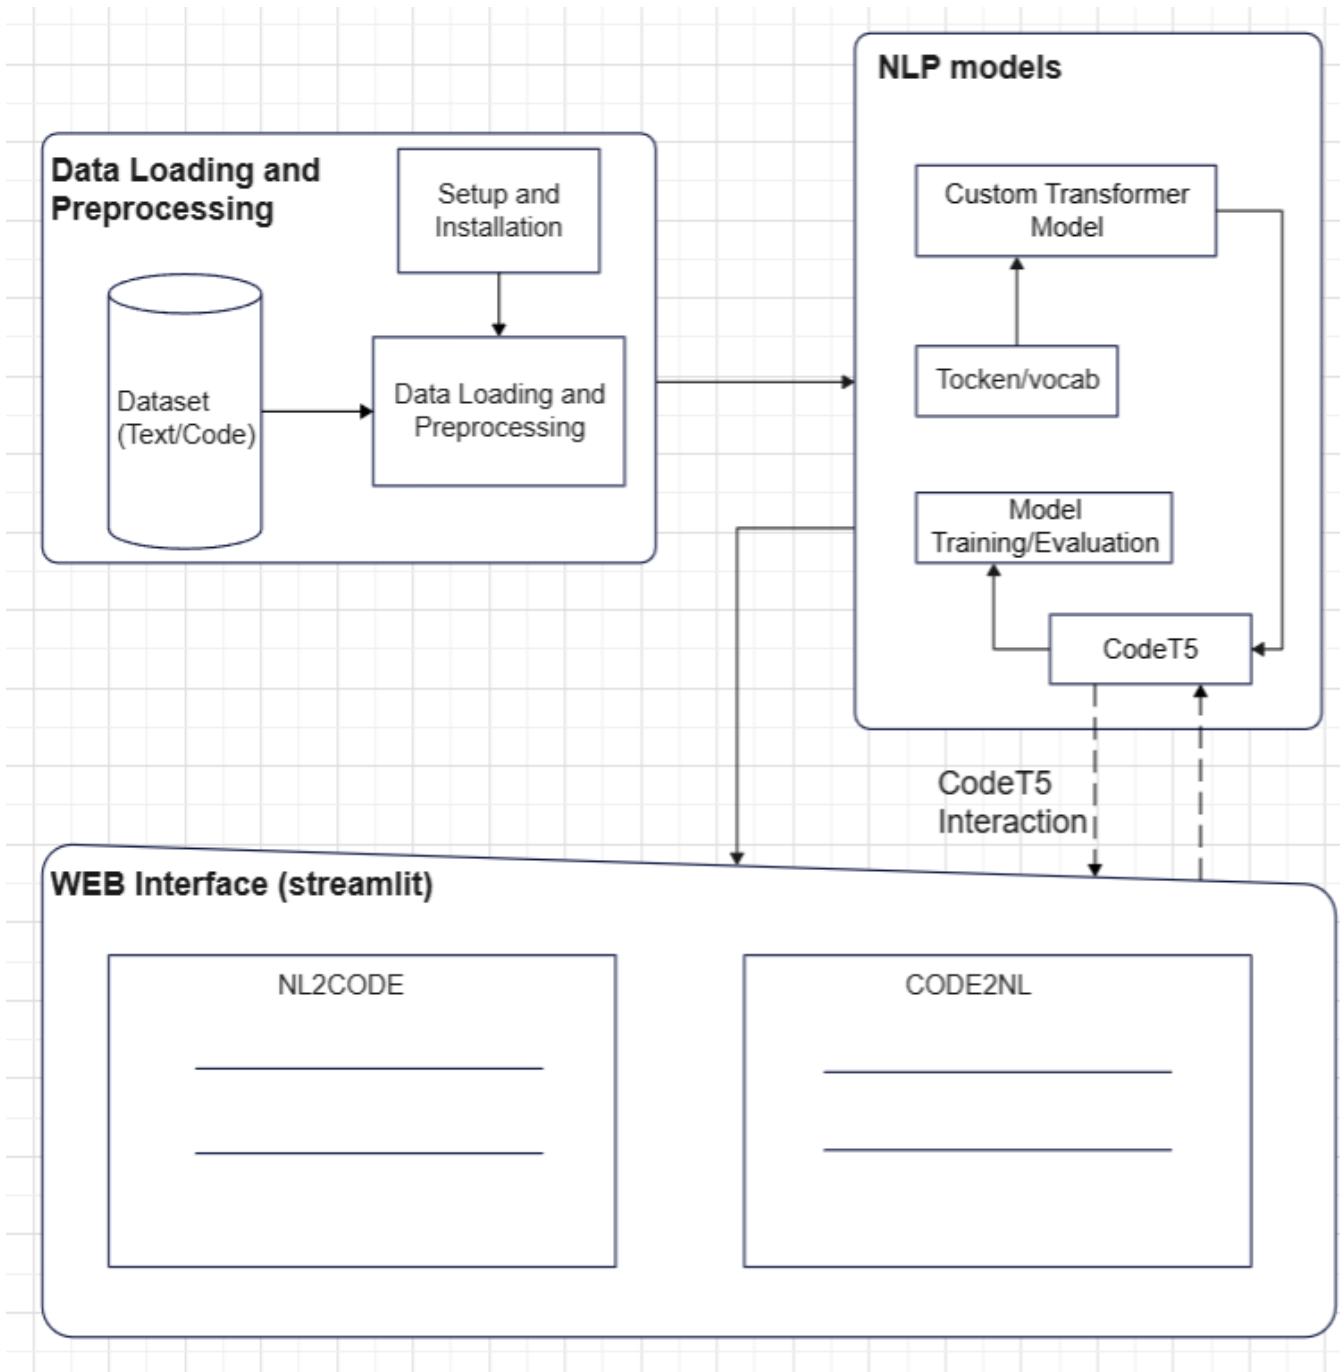 NLP models
Data Loading and
Preprocessing
Setup and
Installation
Custom Transformer
Model
Dataset
(Text/Code)
Data Loading and
Preprocessing
Tocken/vocab
Model
Training/Evaluation
CodeT5
CodeT5
Interaction
WEB Interface (streamlit)
NL2CODE
CODE2NL